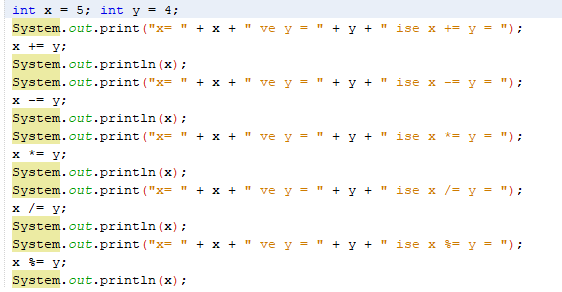 int x = 5; int y = 4;
System.out.print("x= " + x + " ve y = " + y + " ise x += y = ");
x += y;
System.out.println(x);
System.out.print("x= " + x + " ve y = " + y + " ise x -= y = ");
x -= y;
System.out.println(x);
System.out.print("x= " + x + " ve y = " + y + " ise x *= y = ");
x *= y;
System.out.println(x);
System.out.print("x= " + x + " ve y = " + y + " ise x /= y = ");
x /= y;
System.out.println(x);
System.out.print("x= " + x + " ve y = " + y + " ise x %= y = ");
x %= y;
System.out.println(x);